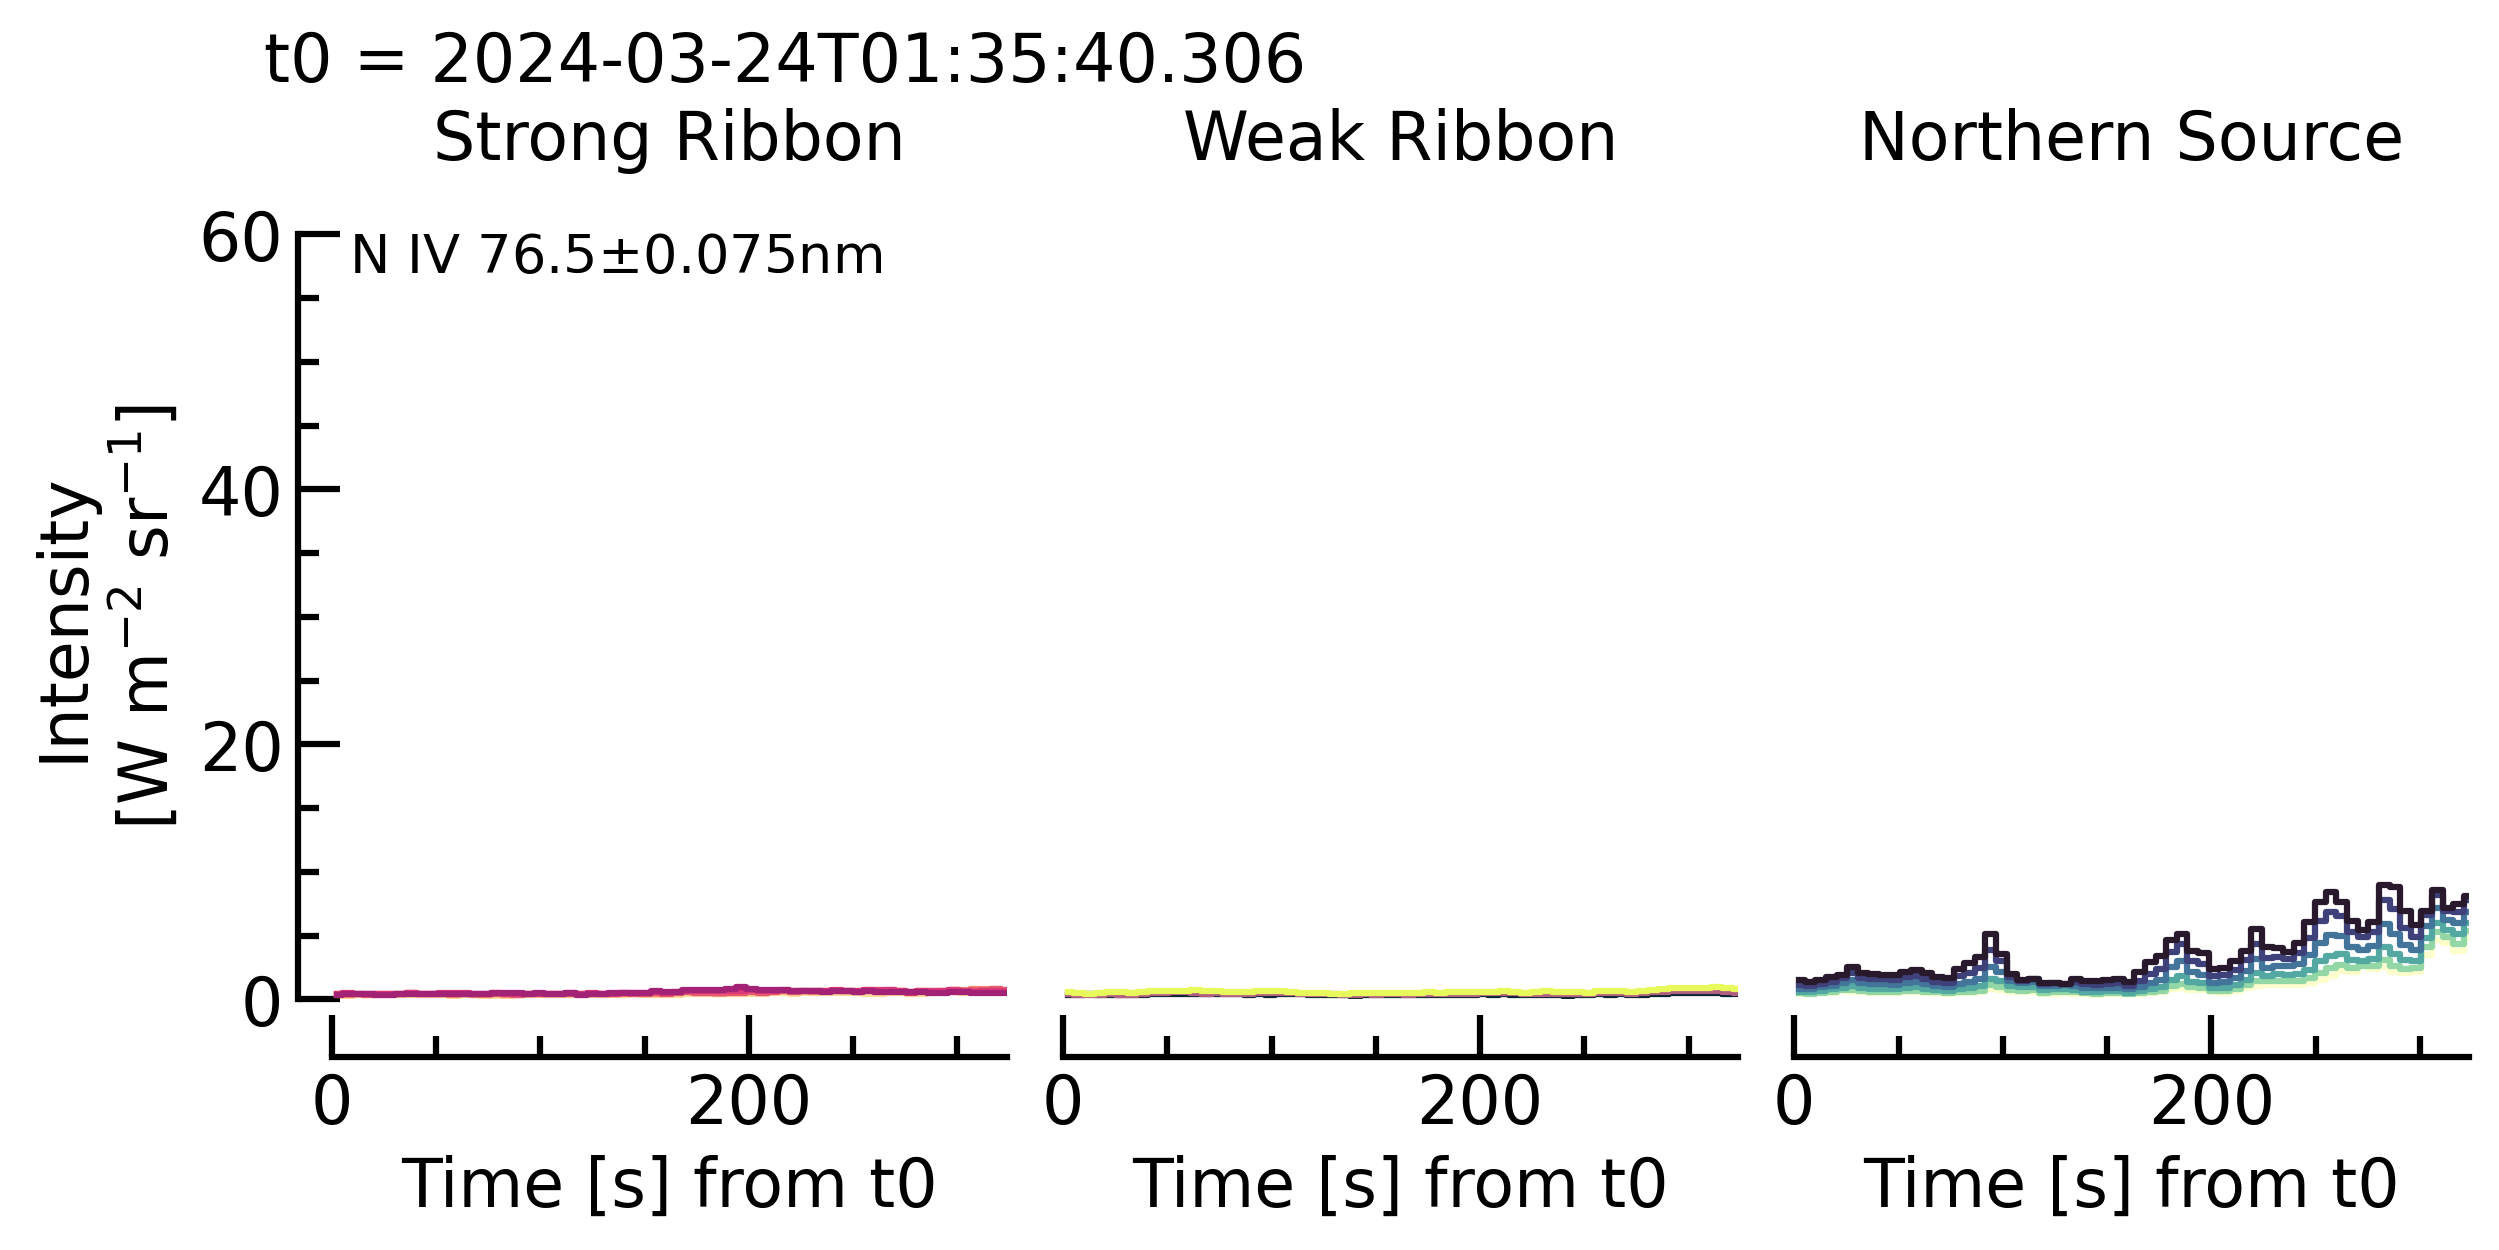 t0 = 2024-03-24T01:35:40.306
Strong Ribbon
Weak Ribbon
Northern Source
N IV 76.5±0.075nm
Intensity
[W m⁻² sr⁻¹]
60
40
20
0
0 200
0 200
0 200
Time [s] from t0
Time [s] from t0
Time [s] from t0